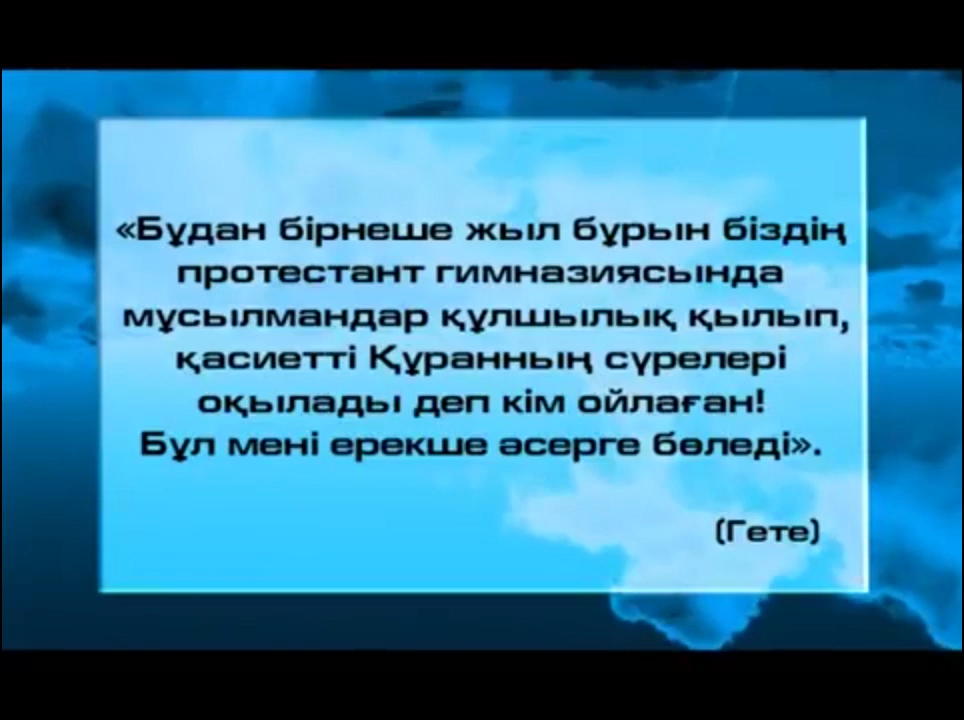 «Бұдан бірнеше жыл бұрын біздің
протестант гимназиясында
мұсылмандар құлшылық қылып,
қасиетті Құранның сүрелері
оқылады деп кім ойлаған!
Бұл мені ерекше әсерге бөледі».
(Гете)